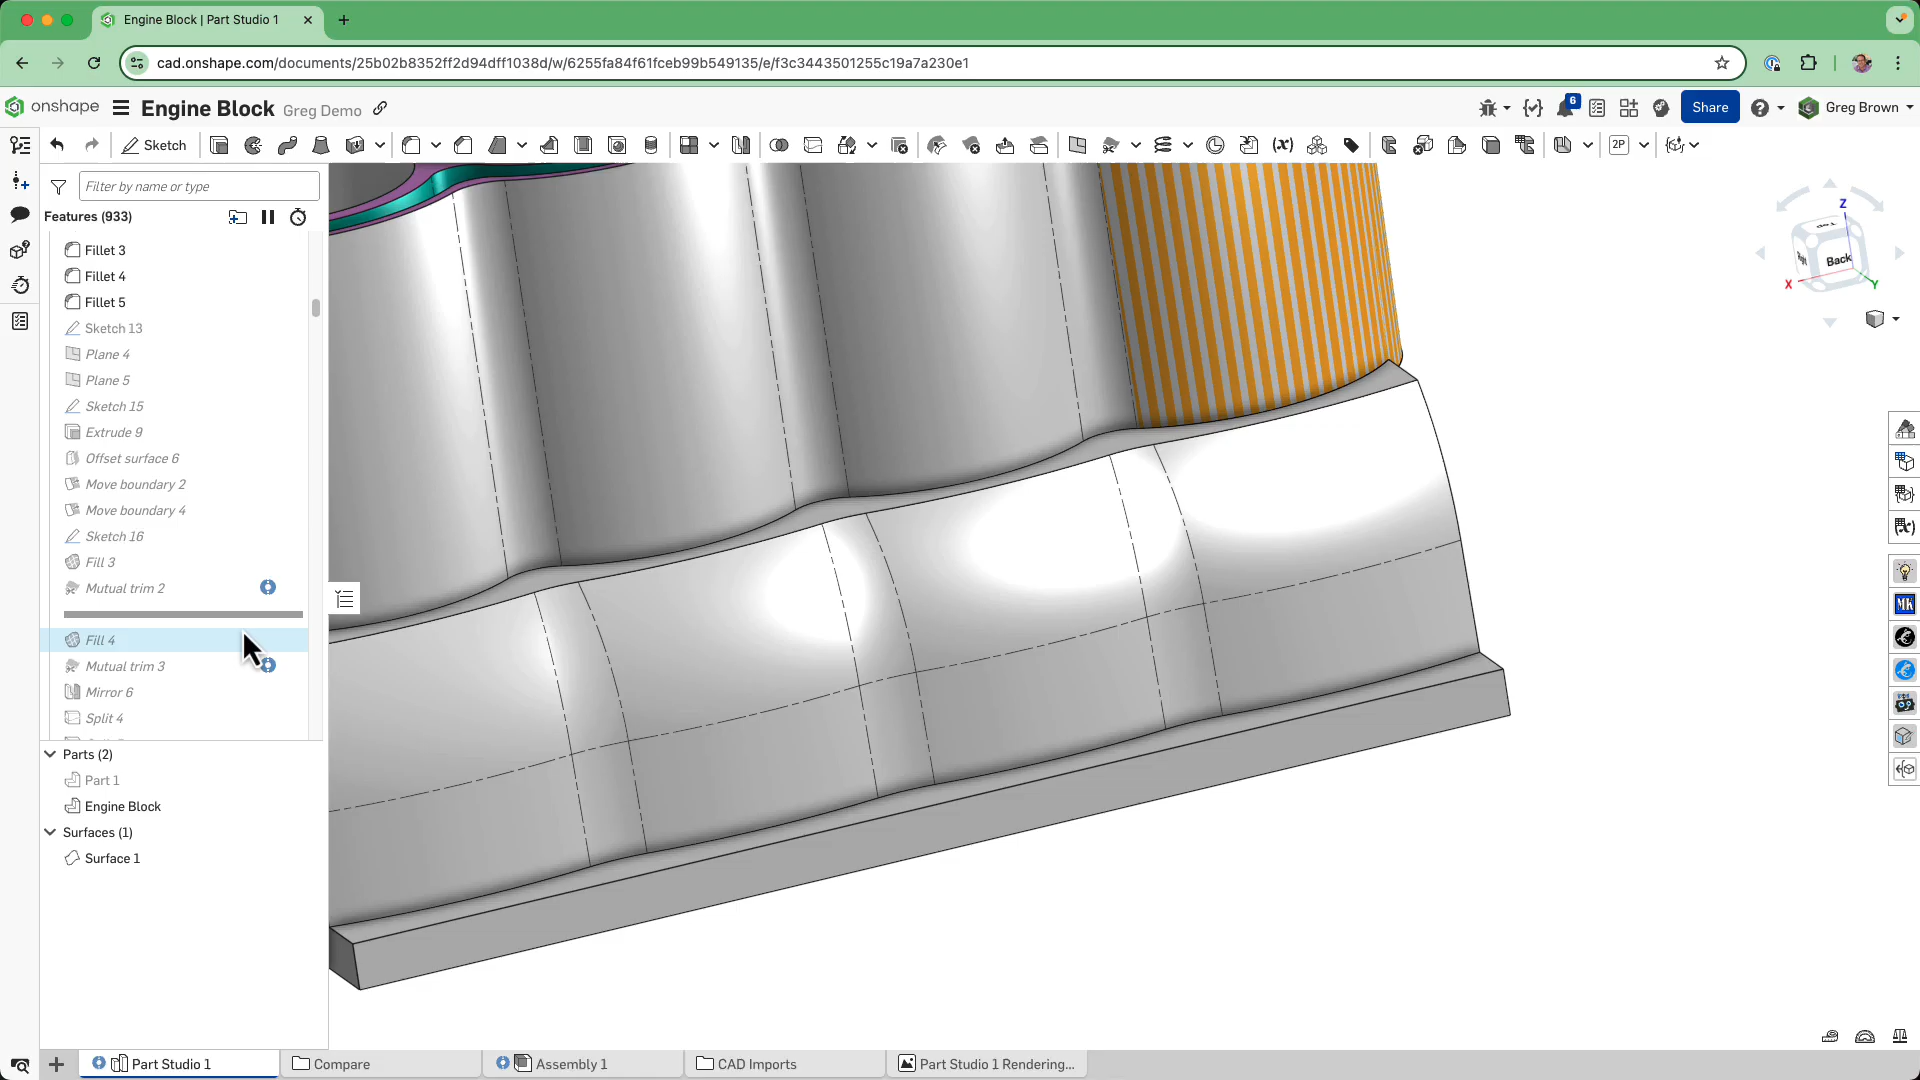 Engine Block | Part Studio 1
cad.onshape.com/documents/25b02b8352ff2d94dff1038d/w/6255fa84f61fceb99b549135/e/f3c3443501255c19a7a230e1
onshape Engine Block Greg Demo 6 Share Greg Brown
Sketch (x) 2P
Filter by name or type
Features (933)
Fillet 3
Fillet 4
Fillet 5
Sketch 13
Plane 4
Plane 5
Sketch 15
Extrude 9
Offset surface 6
Move boundary 2
Move boundary 4
Sketch 16
Fill 3
Mutual trim 2
Fill 4
Mutual trim 3
Mirror 6
Split 4
Parts (2)
Part 1
Engine Block
Surfaces (1)
Surface 1
Z
Top
Right
Back
X
Y
MK
Part Studio 1 Compare Assembly 1 CAD Imports Part Studio 1 Rendering...